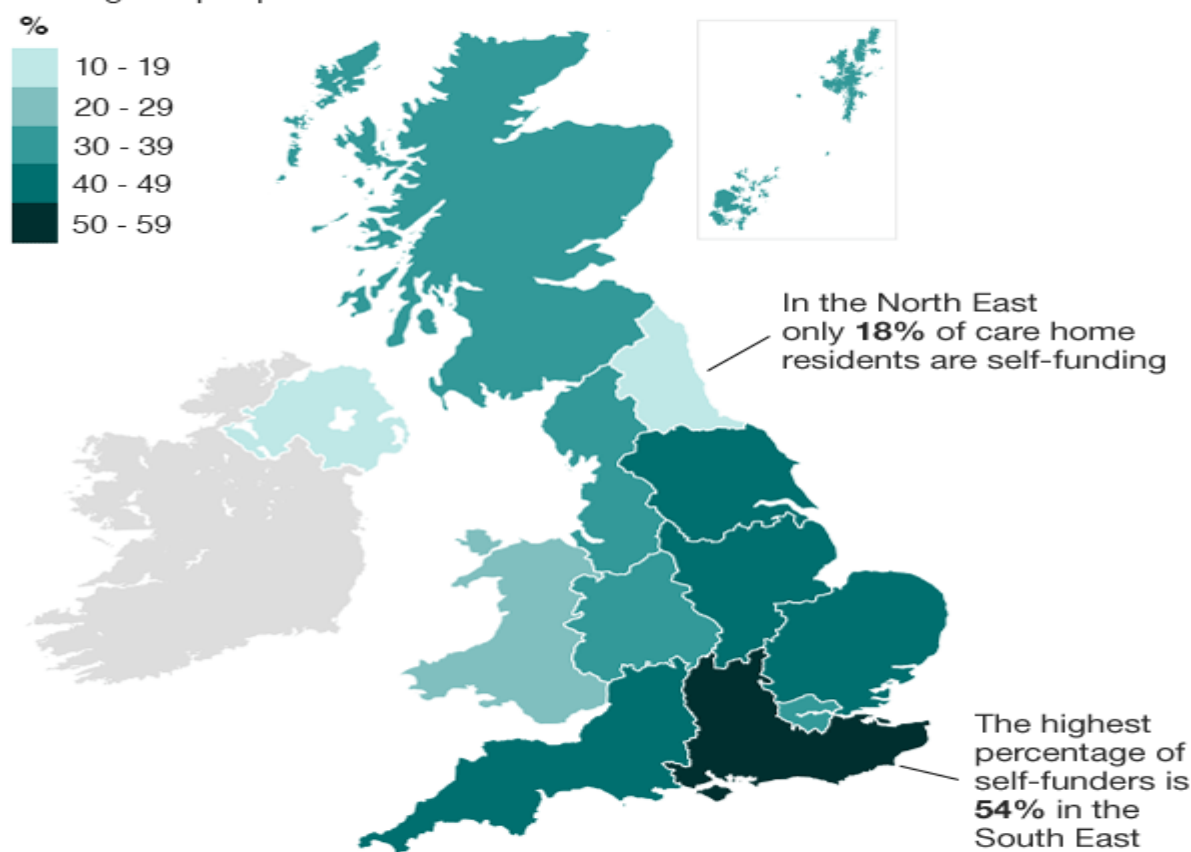 %
10 - 19
20 - 29
30 - 39
40 - 49
50 - 59
In the North East
only 18% of care home
residents are self-funding
The highest
percentage of
self-funders is
54% in the
South East